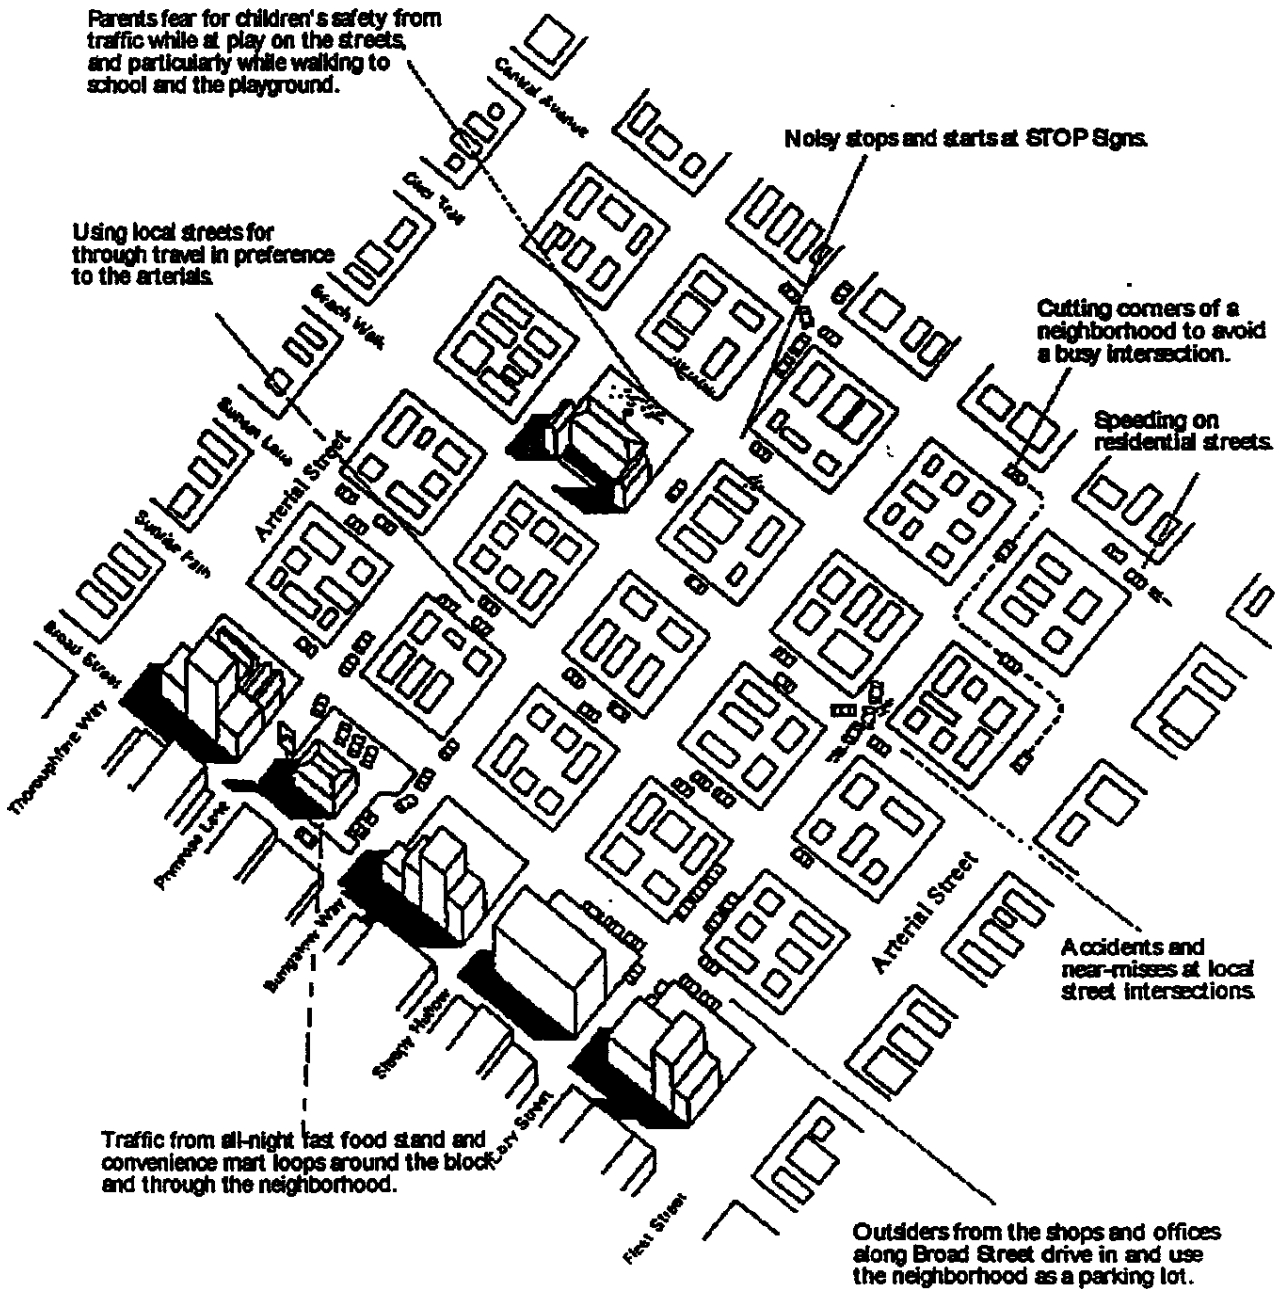 Parents fear for children's safety from
traffic while at play on the streets,
and particularly while walking to
school and the playground.
Central Avenue
Noisy stops and starts at STOP Signs.
Using local streets for
through travel in preference
to the arterials.
Beach Walk
Cutting corners of a
neighborhood to avoid
a busy intersection.
Speeding on
residential streets.
Sunset Lane
Arterial Street
Sunrise Path
Broad Street
Thoroughfare Way
Primrose Lane
Bungalow Way
Sleepy Hollow
Cozy Street
Fleet Street
Arterial Street
Accidents and
near-misses at local
street intersections.
Traffic from all-night fast food stand and
convenience mart loops around the block
and through the neighborhood.
Outsiders from the shops and offices
along Broad Street drive in and use
the neighborhood as a parking lot.